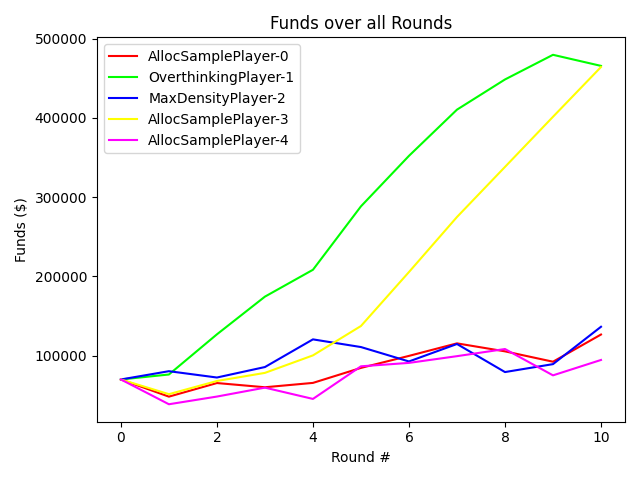 Funds over all Rounds
500000
400000
300000
200000
100000
Funds ($)
AllocSamplePlayer-0
OverthinkingPlayer-1
MaxDensityPlayer-2
AllocSamplePlayer-3
AllocSamplePlayer-4
0 2 4 6 8 10
Round #